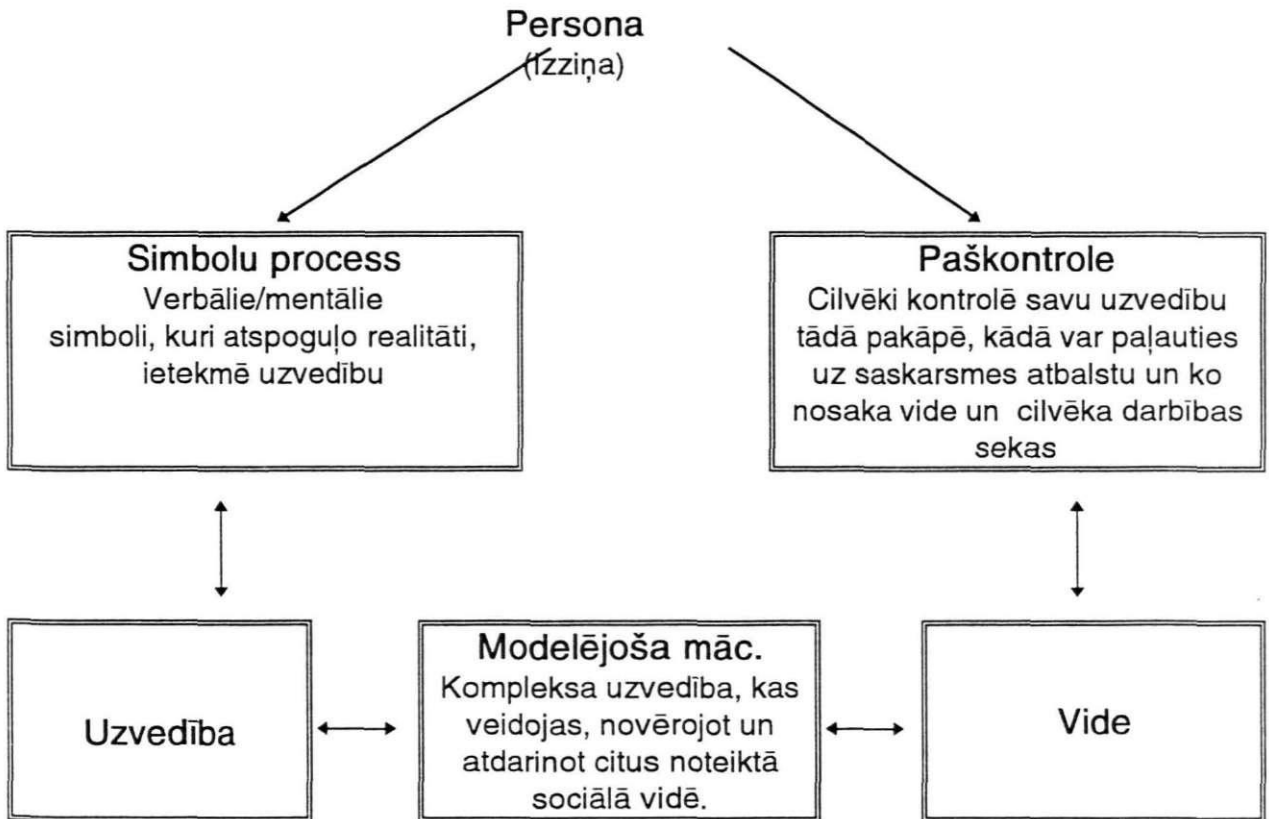 Persona
(Izziņa)
Simbolu process
Verbālie/mentālie
simboli, kuri atspoguļo realitāti,
ietekmē uzvedību
Paškontrole
Cilvēki kontrolē savu uzvedību
tādā pakāpē, kādā var paļauties
uz saskarsmes atbalstu un ko
nosaka vide un cilvēka darbības
sekas
Uzvedība
Modelējoša māc.
Kompleksa uzvedība, kas
veidojas, novērojot un
atdarinot citus noteiktā
sociālā vidē.
Vide